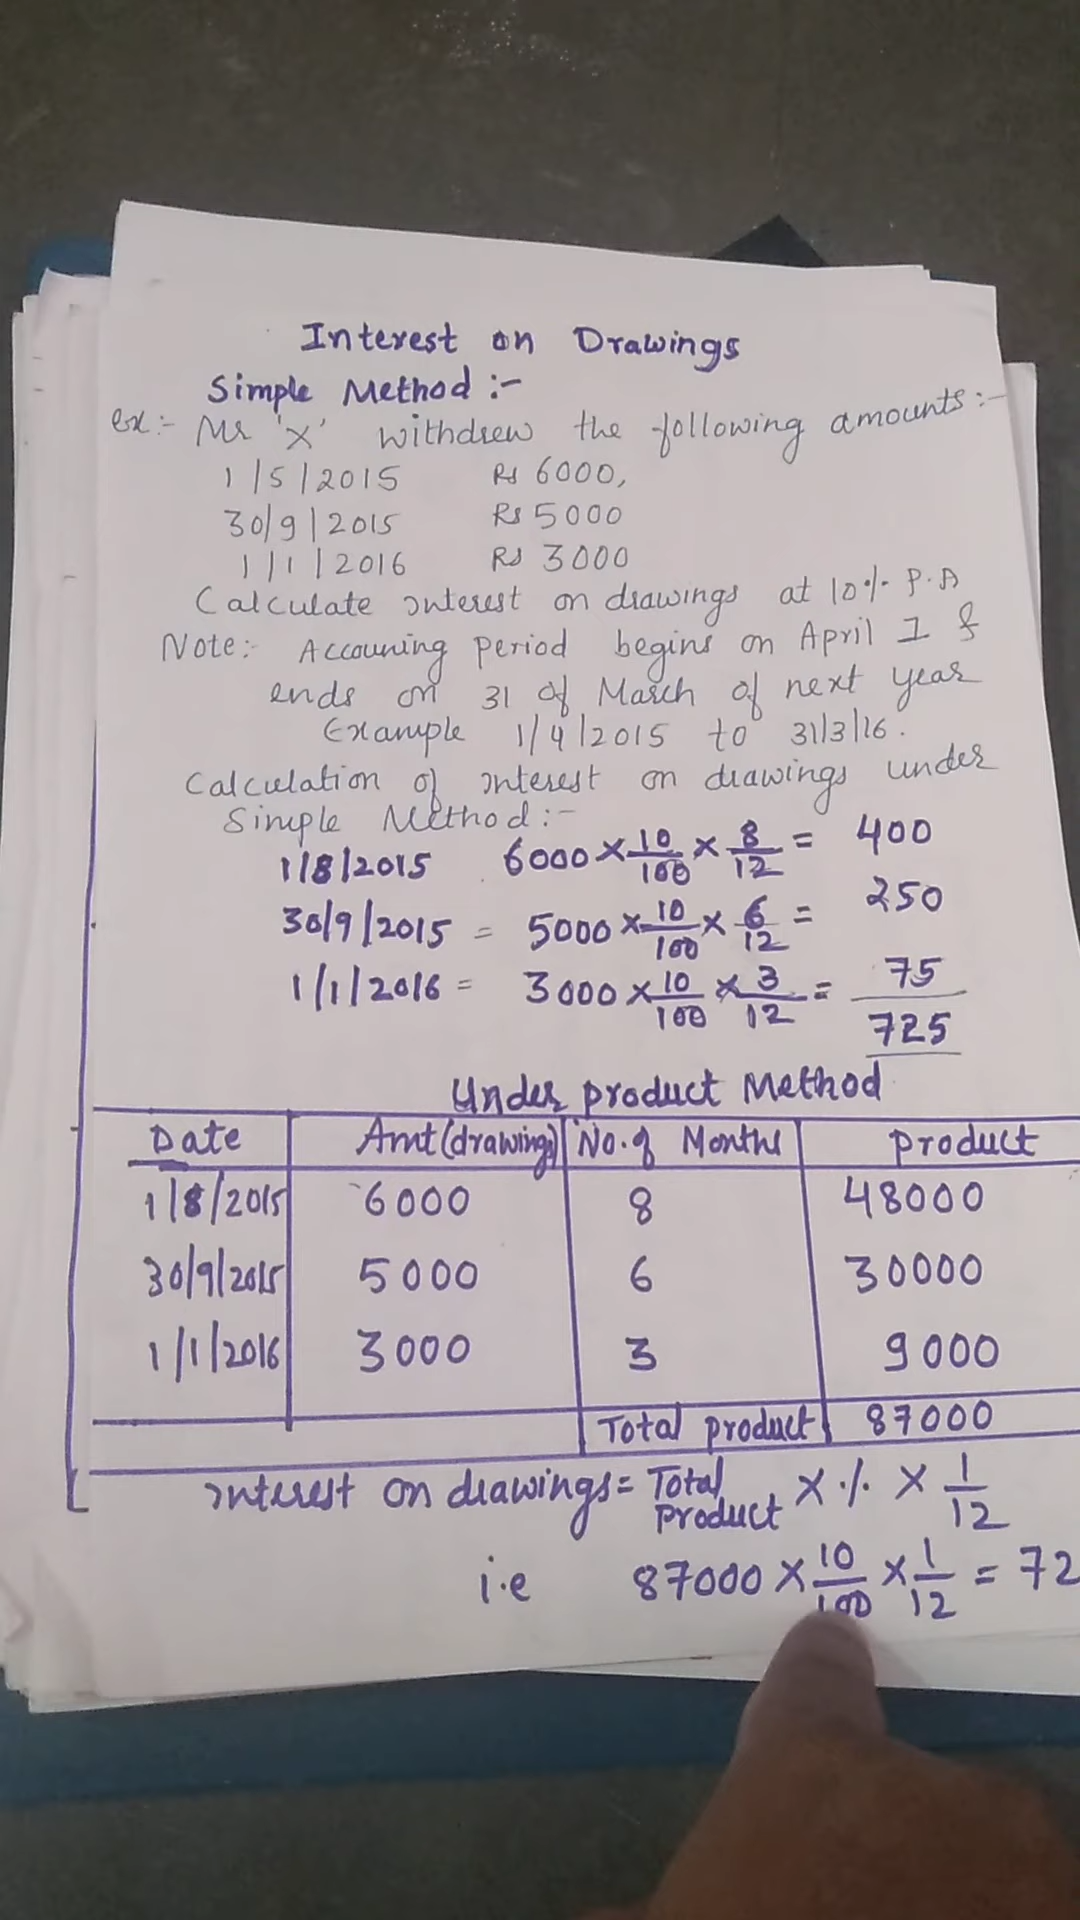 Interest on Drawings
Simple Method :-
ex:- Mr 'X' withdrew the following amounts:-
1/5/2015 Rs 6000,
30/9/2015 Rs 5000
1/1/2016 Rs 3000
Calculate interest on drawings at 10% P.A
Note:- Accouning period begins on April 1 &
ends on 31 of March of next year
Example 1/4/2015 to 31/3/16.
Calculation of interest on drawings under
Simple Method:-
1/8/2015 6000 × 10/100 × 8/12 = 400
30/9/2015 = 5000 × 10/100 × 6/12 = 250
1/1/2016 = 3000 × 10/100 × 3/12 = 75
725
Under product Method
Date Amt(drawings) No.of Months product
1/8/2015 6000 8 48000
30/9/2015 5000 6 30000
1/1/2016 3000 3 9000
Total product 87000
interest on drawings = Total product × % × 1/12
i.e 87000 × 10/100 × 1/12 = 72